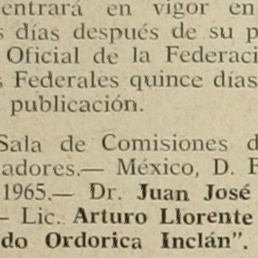 entrará en vigor en
días después de su p
Oficial de la Federaci
Federales quince días
publicación.
Sala de Comisiones d
adores.— México, D. F
1965.— Dr. Juan José
— Lic. Arturo Llorente
do Ordorica Inclán".